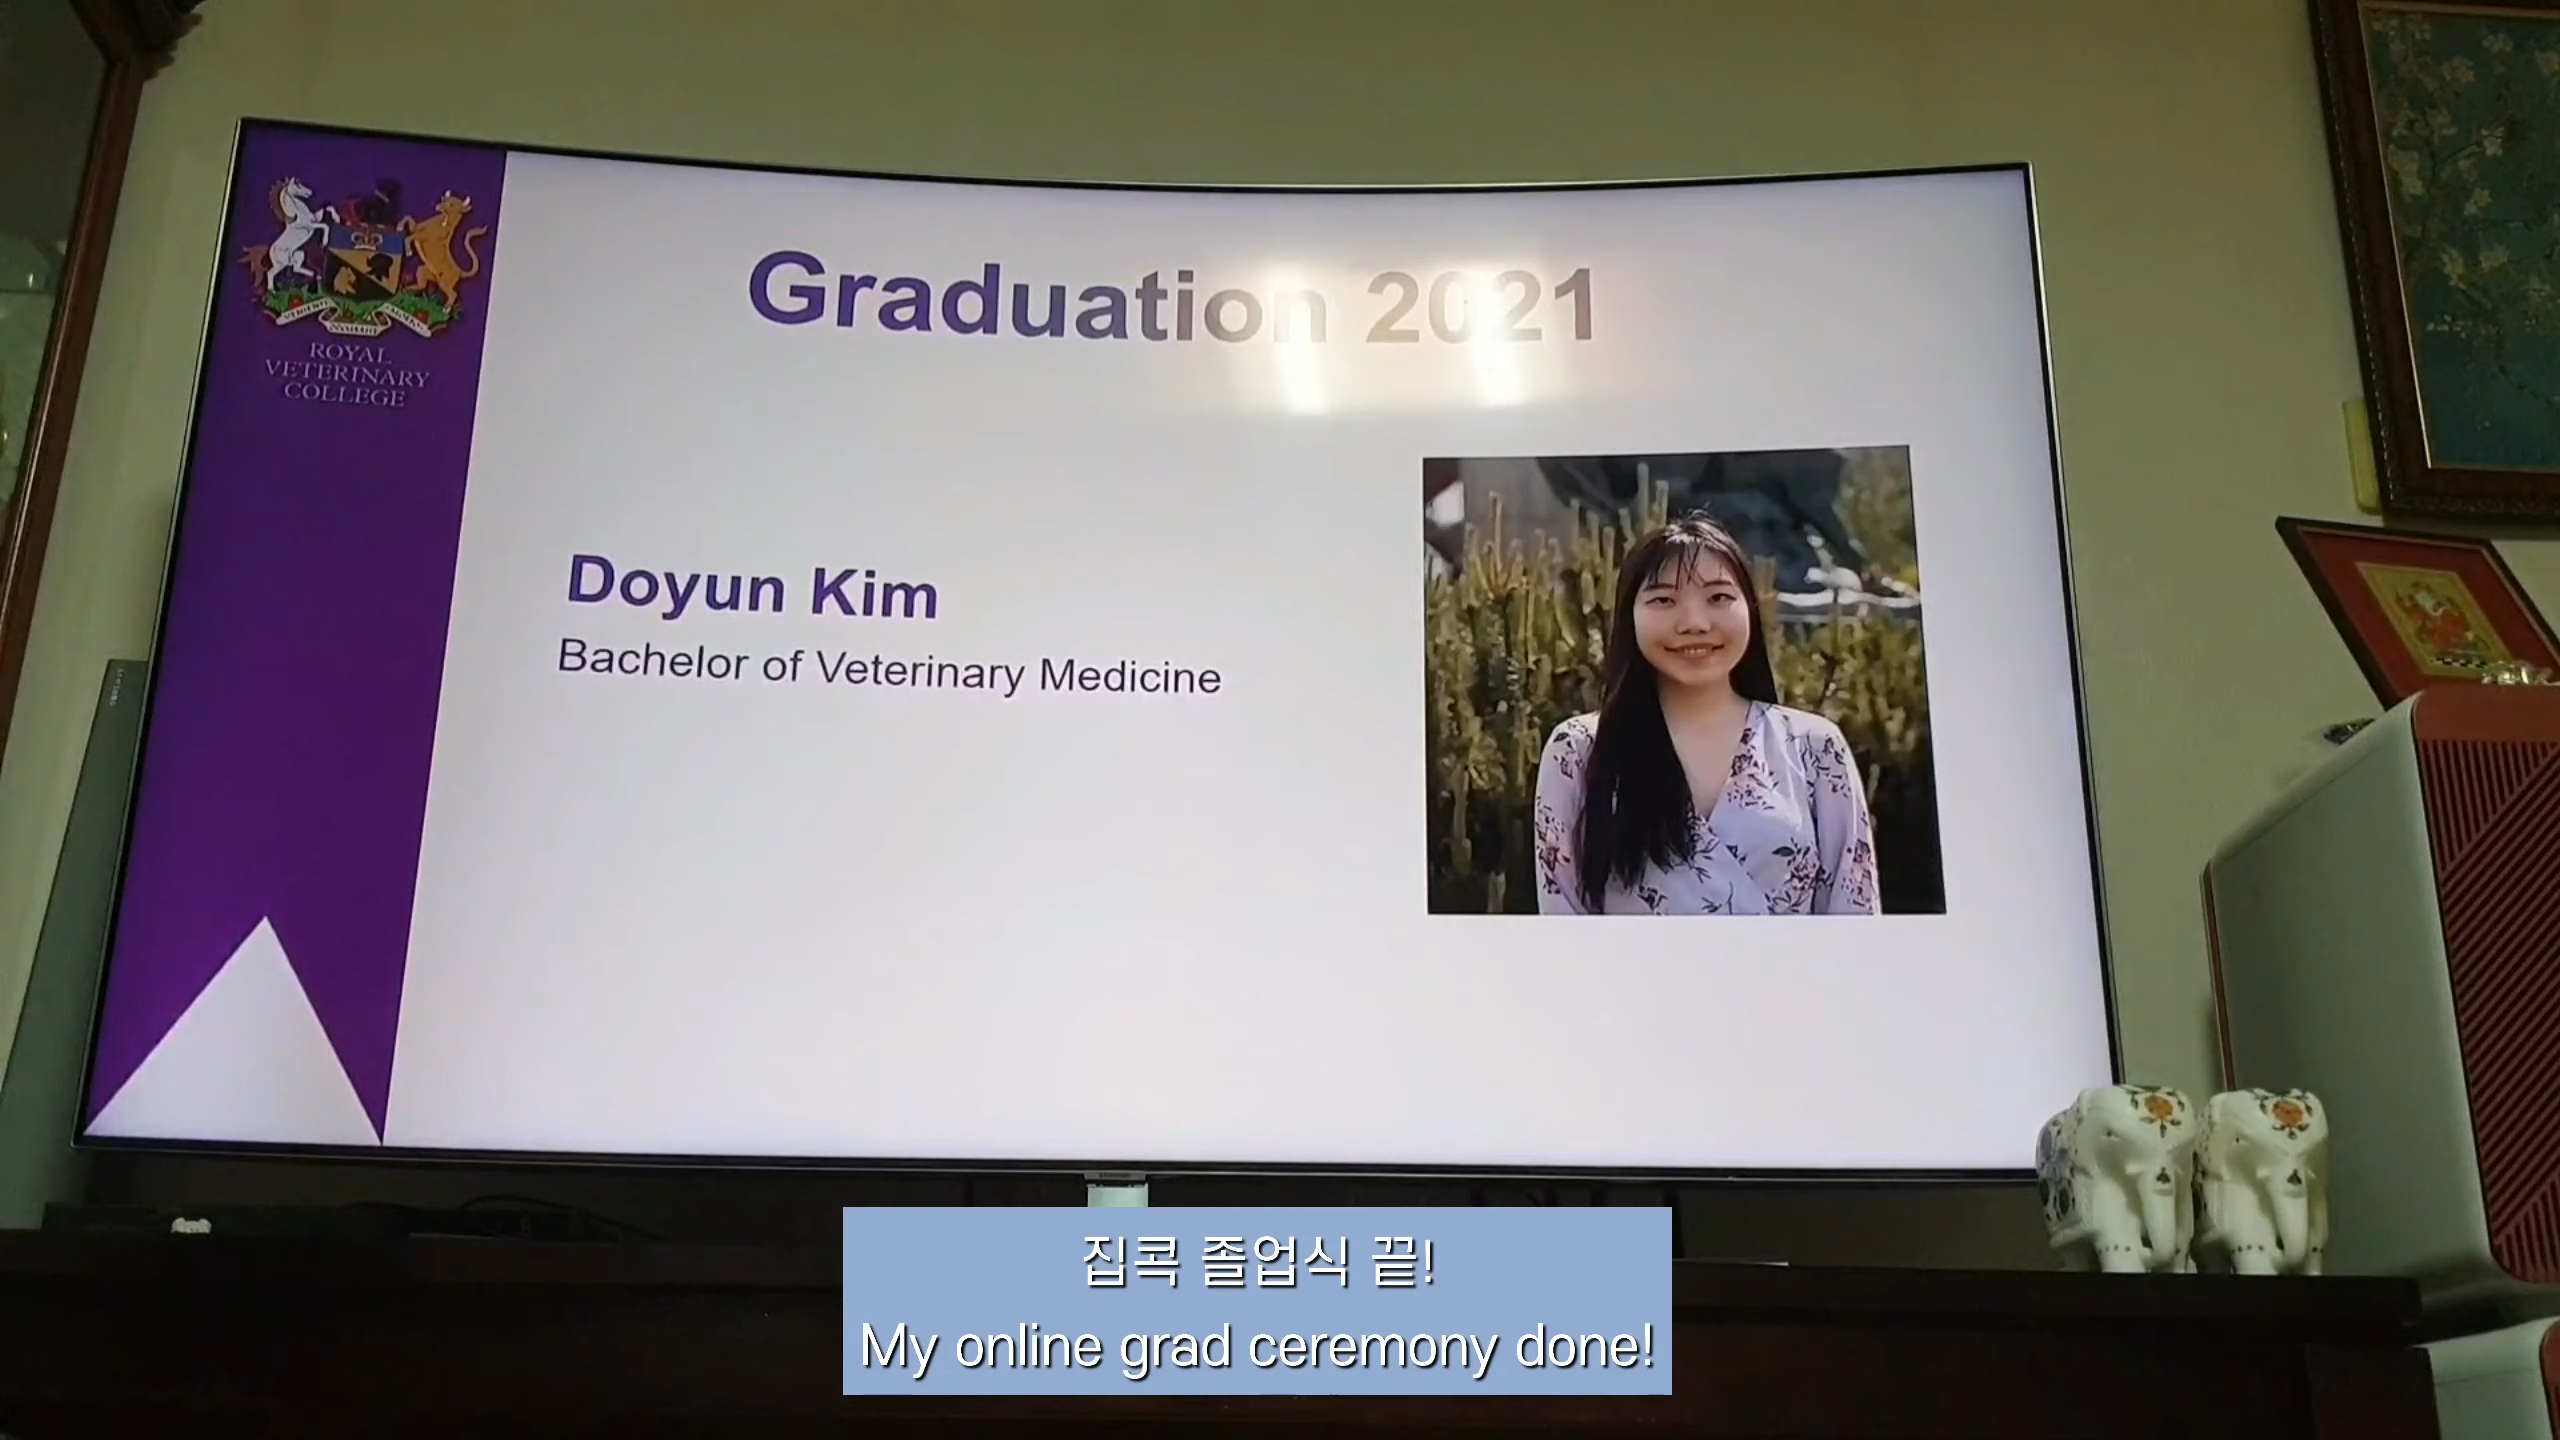 ROYAL
VETERINARY
COLLEGE
Graduation 2021
Doyun Kim
Bachelor of Veterinary Medicine
집콕 졸업식 끝!
My online grad ceremony done!